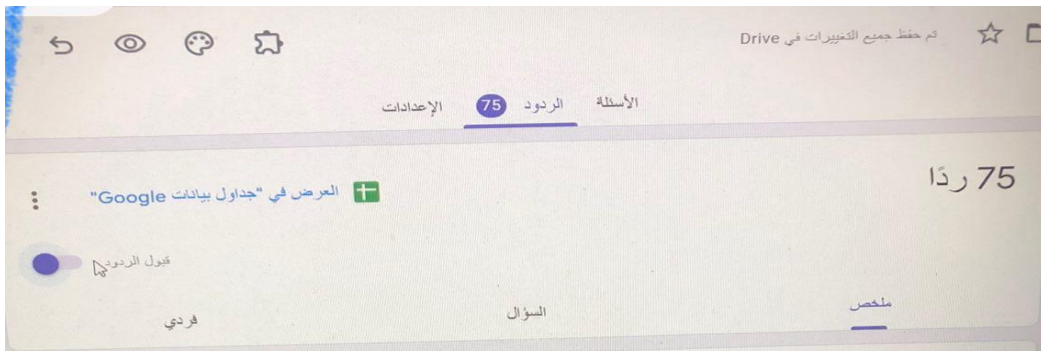 تم حفظ جميع التغييرات في Drive
الأسئلة الردود 75 الإعدادات
75 ردًا
العرض في "جداول بيانات Google"
قبول الردود
ملخص السؤال فردي